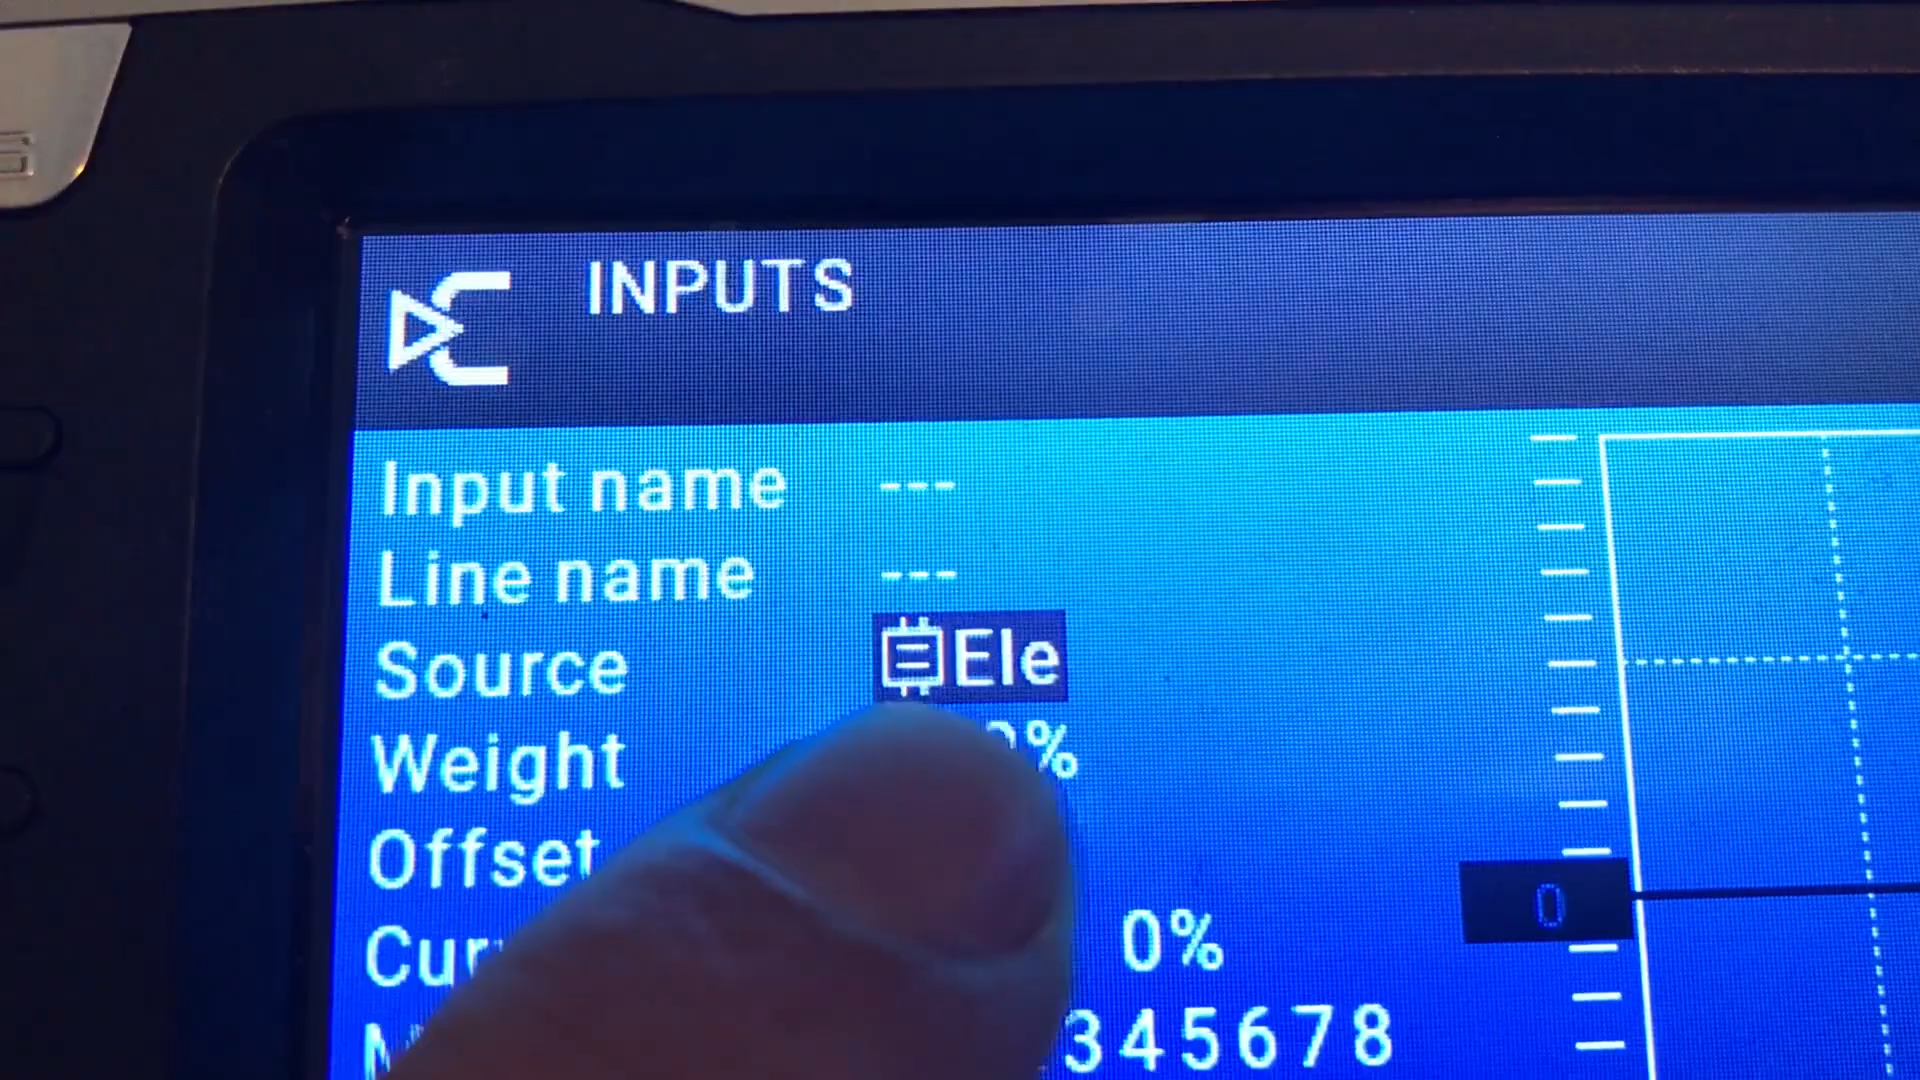 INPUTS
Input name ---
Line name ---
Source Ele
Weight %
Offset
0%
345678
0